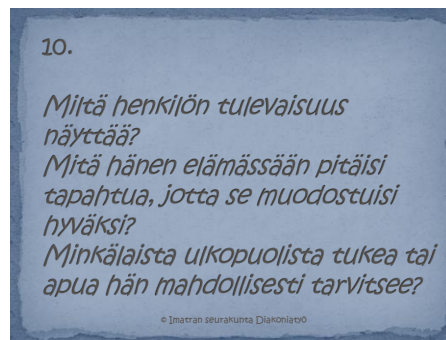 10.
Miltä henkilön tulevaisuus
näyttää?
Mitä hänen elämässään pitäisi
tapahtua, jotta se muodostuisi
hyväksi?
Minkälaista ulkopuolista tukea tai
apua hän mahdollisesti tarvitsee?
© Imatran seurakunta Diakoniatyö